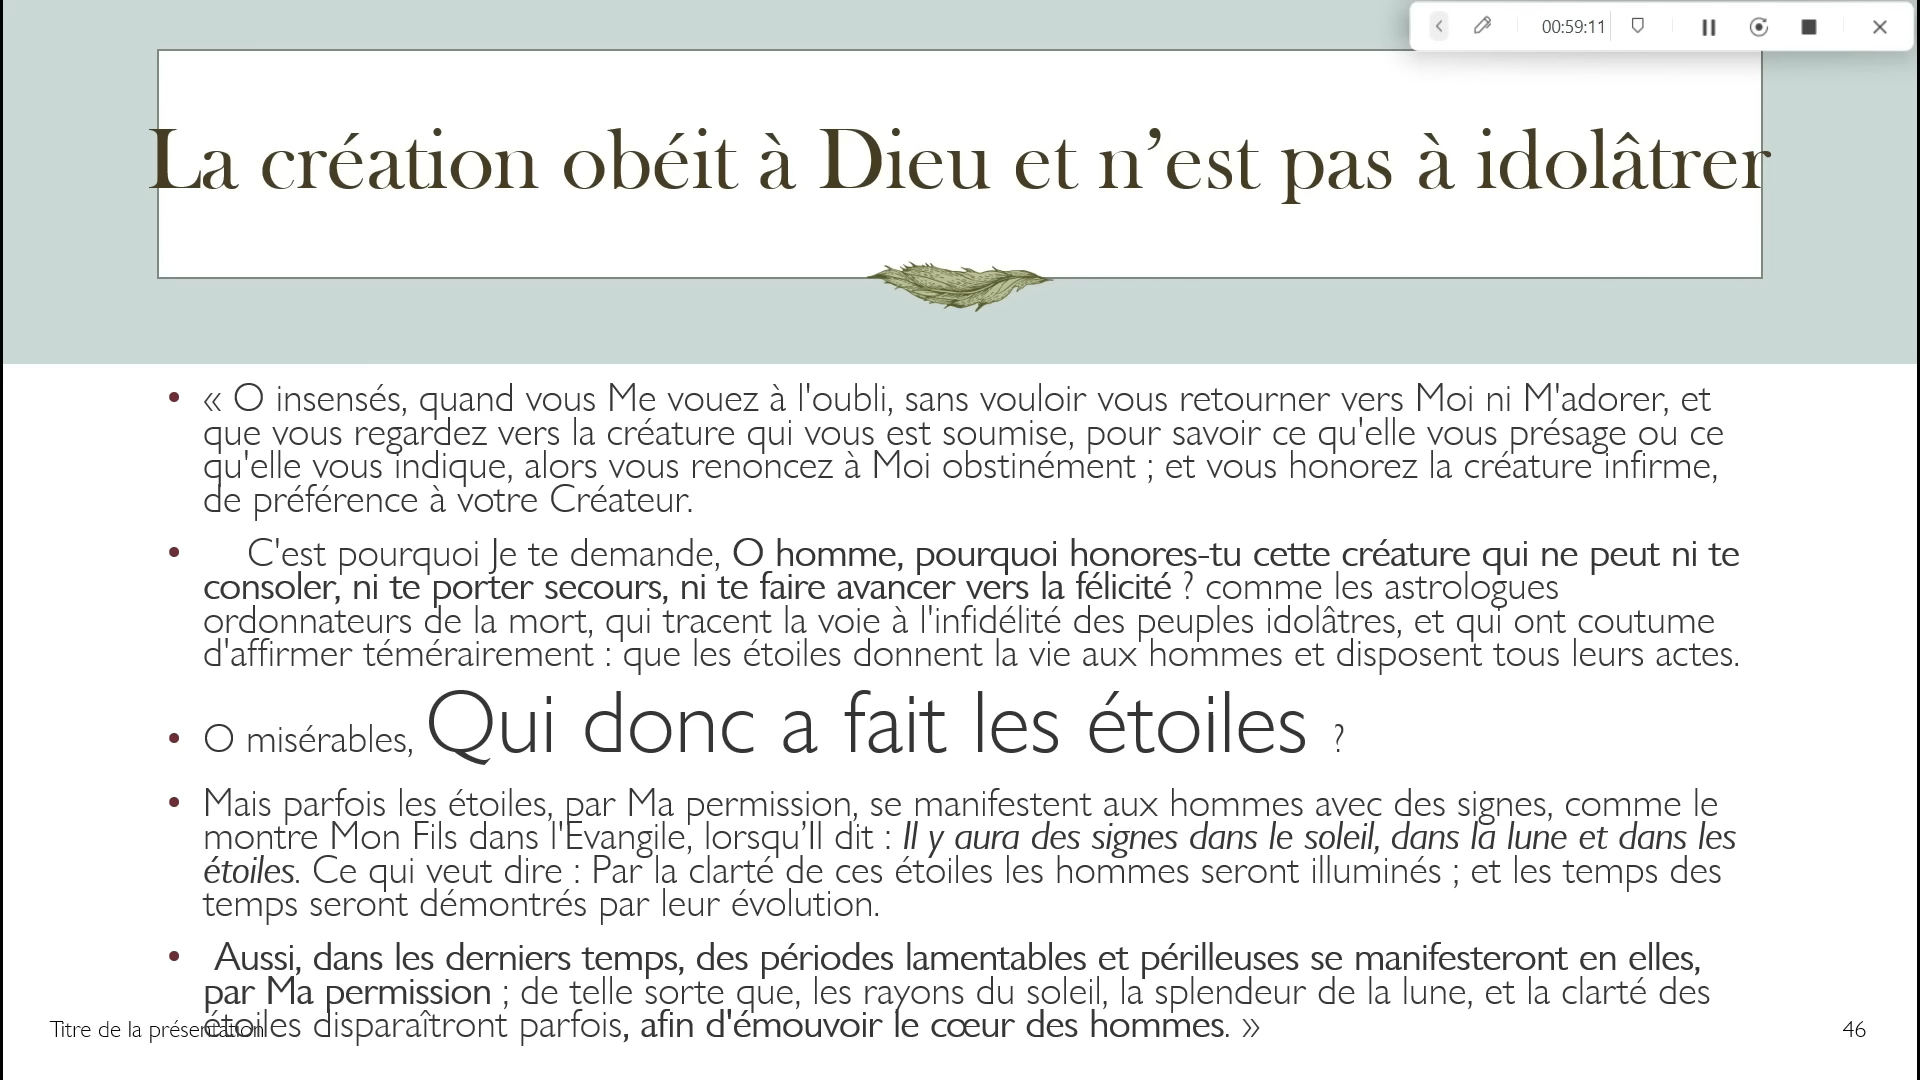 00:59:11
La création obéit à Dieu et n’est pas à idolâtrer
• « O insensés, quand vous Me vouez à l'oubli, sans vouloir vous retourner vers Moi ni M'adorer, et
que vous regardez vers la créature qui vous est soumise, pour savoir ce qu'elle vous présage ou ce
qu'elle vous indique, alors vous renoncez à Moi obstinément ; et vous honorez la créature infirme,
de préférence à votre Créateur.
• C'est pourquoi Je te demande, O homme, pourquoi honores-tu cette créature qui ne peut ni te
consoler, ni te porter secours, ni te faire avancer vers la félicité ? comme les astrologues
ordonnateurs de la mort, qui tracent la voie à l'infidélité des peuples idolâtres, et qui ont coutume
d'affirmer témérairement : que les étoiles donnent la vie aux hommes et disposent tous leurs actes.
• O misérables, Qui donc a fait les étoiles ?
• Mais parfois les étoiles, par Ma permission, se manifestent aux hommes avec des signes, comme le
montre Mon Fils dans l'Evangile, lorsqu’Il dit : Il y aura des signes dans le soleil, dans la lune et dans les
étoiles. Ce qui veut dire : Par la clarté de ces étoiles les hommes seront illuminés ; et les temps des
temps seront démontrés par leur évolution.
• Aussi, dans les derniers temps, des périodes lamentables et périlleuses se manifesteront en elles,
par Ma permission ; de telle sorte que, les rayons du soleil, la splendeur de la lune, et la clarté des
étoiles disparaîtront parfois, afin d'émouvoir le cœur des hommes. »
Titre de la présentation
46